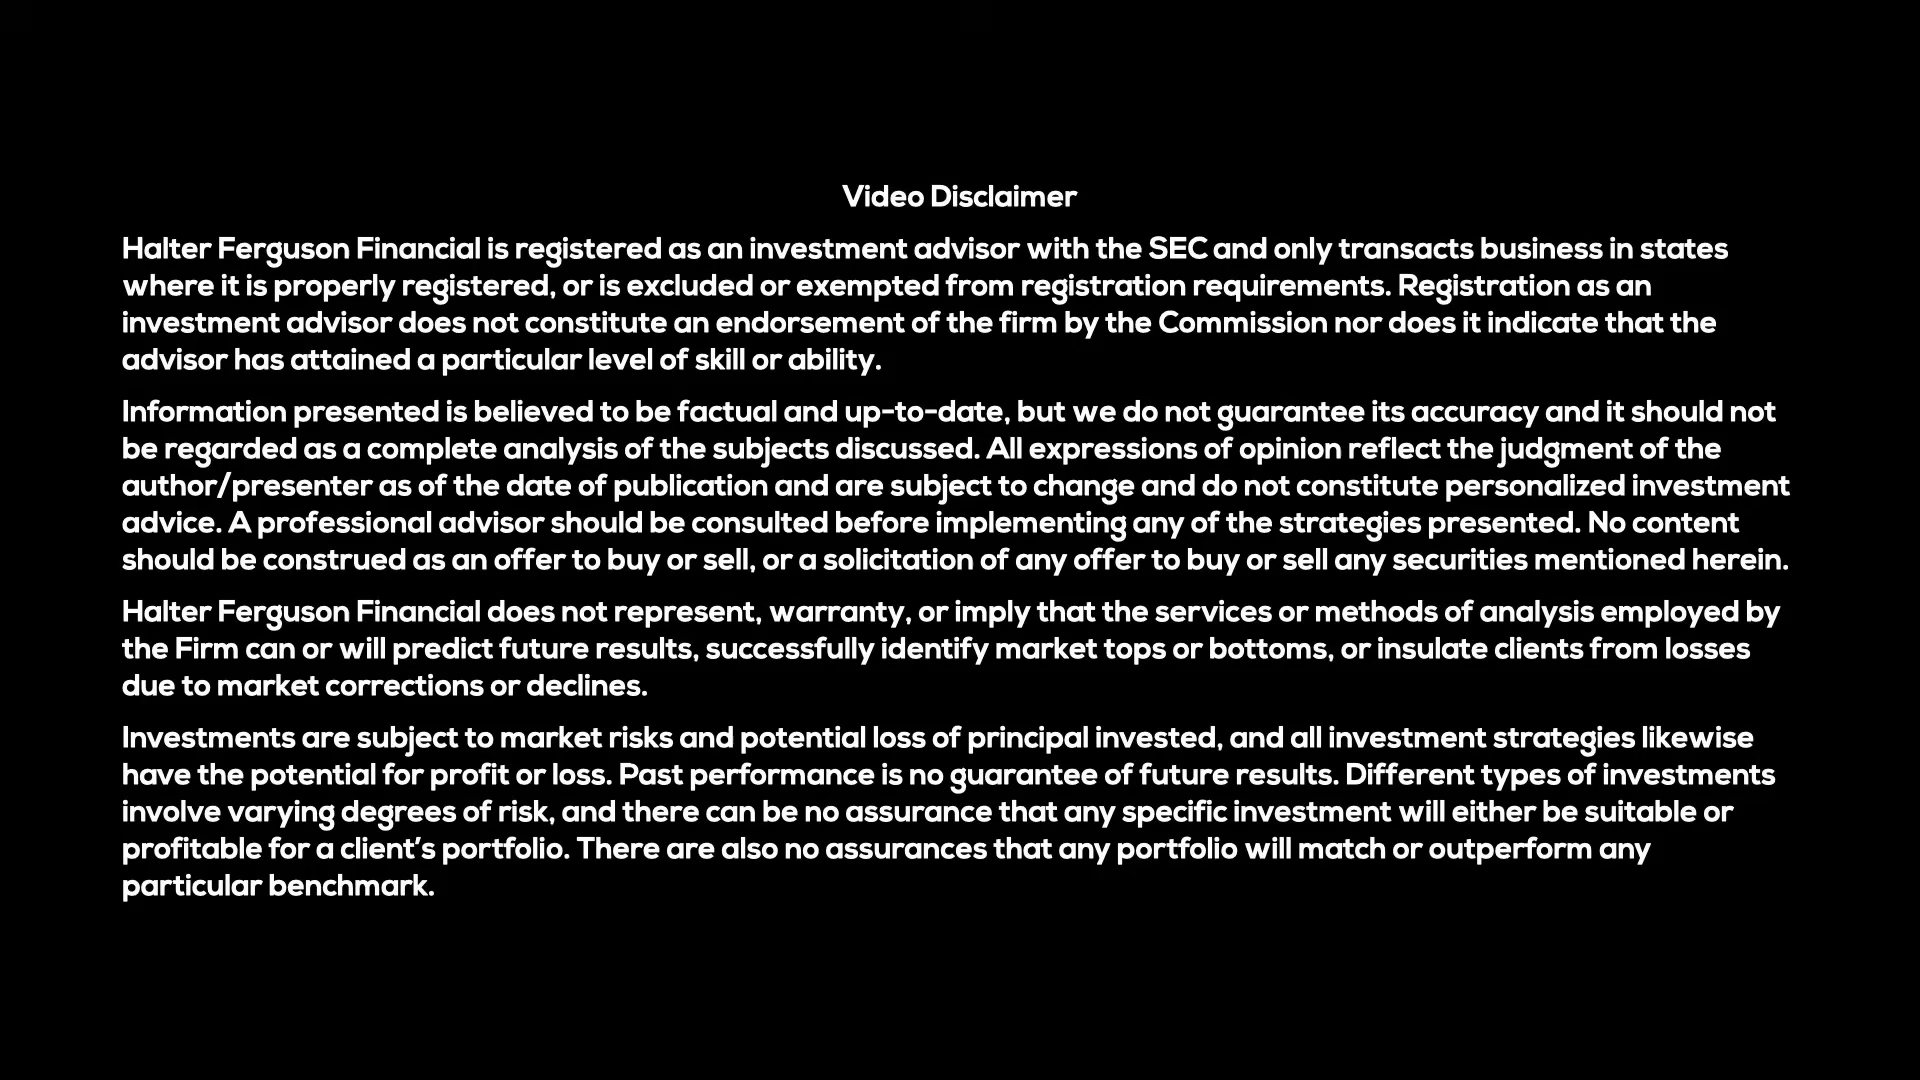 Video Disclaimer
Halter Ferguson Financial is registered as an investment advisor with the SEC and only transacts business in states
where it is properly registered, or is excluded or exempted from registration requirements. Registration as an
investment advisor does not constitute an endorsement of the firm by the Commission nor does it indicate that the
advisor has attained a particular level of skill or ability.
Information presented is believed to be factual and up-to-date, but we do not guarantee its accuracy and it should not
be regarded as a complete analysis of the subjects discussed. All expressions of opinion reflect the judgment of the
author/presenter as of the date of publication and are subject to change and do not constitute personalized investment
advice. A professional advisor should be consulted before implementing any of the strategies presented. No content
should be construed as an offer to buy or sell, or a solicitation of any offer to buy or sell any securities mentioned herein.
Halter Ferguson Financial does not represent, warranty, or imply that the services or methods of analysis employed by
the Firm can or will predict future results, successfully identify market tops or bottoms, or insulate clients from losses
due to market corrections or declines.
Investments are subject to market risks and potential loss of principal invested, and all investment strategies likewise
have the potential for profit or loss. Past performance is no guarantee of future results. Different types of investments
involve varying degrees of risk, and there can be no assurance that any specific investment will either be suitable or
profitable for a client's portfolio. There are also no assurances that any portfolio will match or outperform any
particular benchmark.